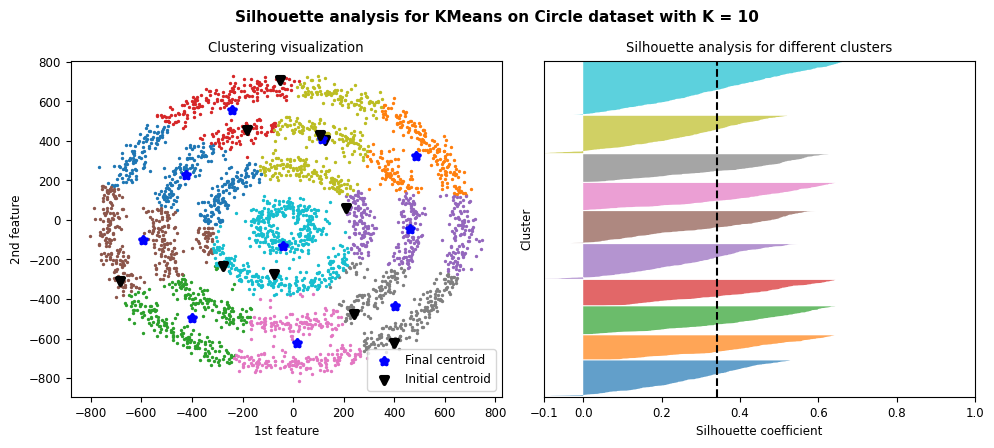 Silhouette analysis for KMeans on Circle dataset with K = 10
Clustering visualization
800
600
400
200
0
−200
−400
−600
−800
2nd feature
−800 −600 −400 −200 0 200 400 600 800
1st feature
Final centroid
Initial centroid
Silhouette analysis for different clusters
Cluster
−0.1 0.0 0.2 0.4 0.6 0.8 1.0
Silhouette coefficient